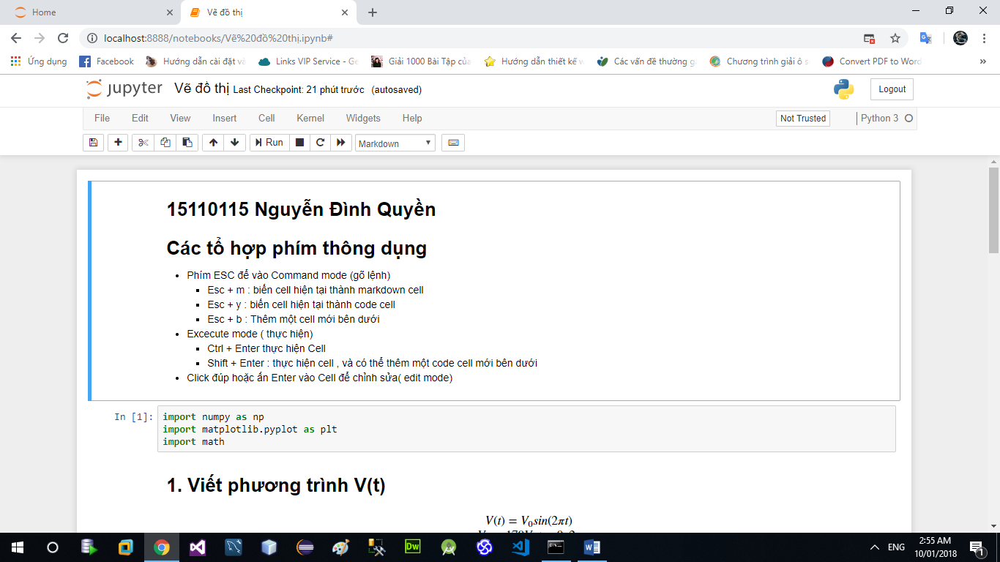 Home
Vẽ đồ thị
localhost:8888/notebooks/Vẽ%20đồ%20thị.ipynb#
Ứng dụng Facebook Hướng dẫn cài đặt và Links VIP Service - Ge Giải 1000 Bài Tập của Hướng dẫn thiết kế w Các vấn đề thường g Chương trình giải ô s Convert PDF to Word
jupyter Vẽ đồ thị Last Checkpoint: 21 phút trước (autosaved)
Logout
File Edit View Insert Cell Kernel Widgets Help
Not Trusted Python 3
Run Markdown
15110115 Nguyễn Đình Quyền
Các tổ hợp phím thông dụng
Phím ESC để vào Command mode (gõ lệnh)
Esc + m : biến cell hiện tại thành markdown cell
Esc + y : biến cell hiện tại thành code cell
Esc + b : Thêm một cell mới bên dưới
Excecute mode ( thực hiện)
Ctrl + Enter thực hiện Cell
Shift + Enter : thực hiện cell , và có thể thêm một code cell mới bên dưới
Click đúp hoặc ấn Enter vào Cell để chỉnh sửa( edit mode)
In [1]: import numpy as np
import matplotlib.pyplot as plt
import math
1. Viết phương trình V(t)
V(t) = V₀sin(2πt)
Dw
ENG
2:55 AM
10/01/2018
1